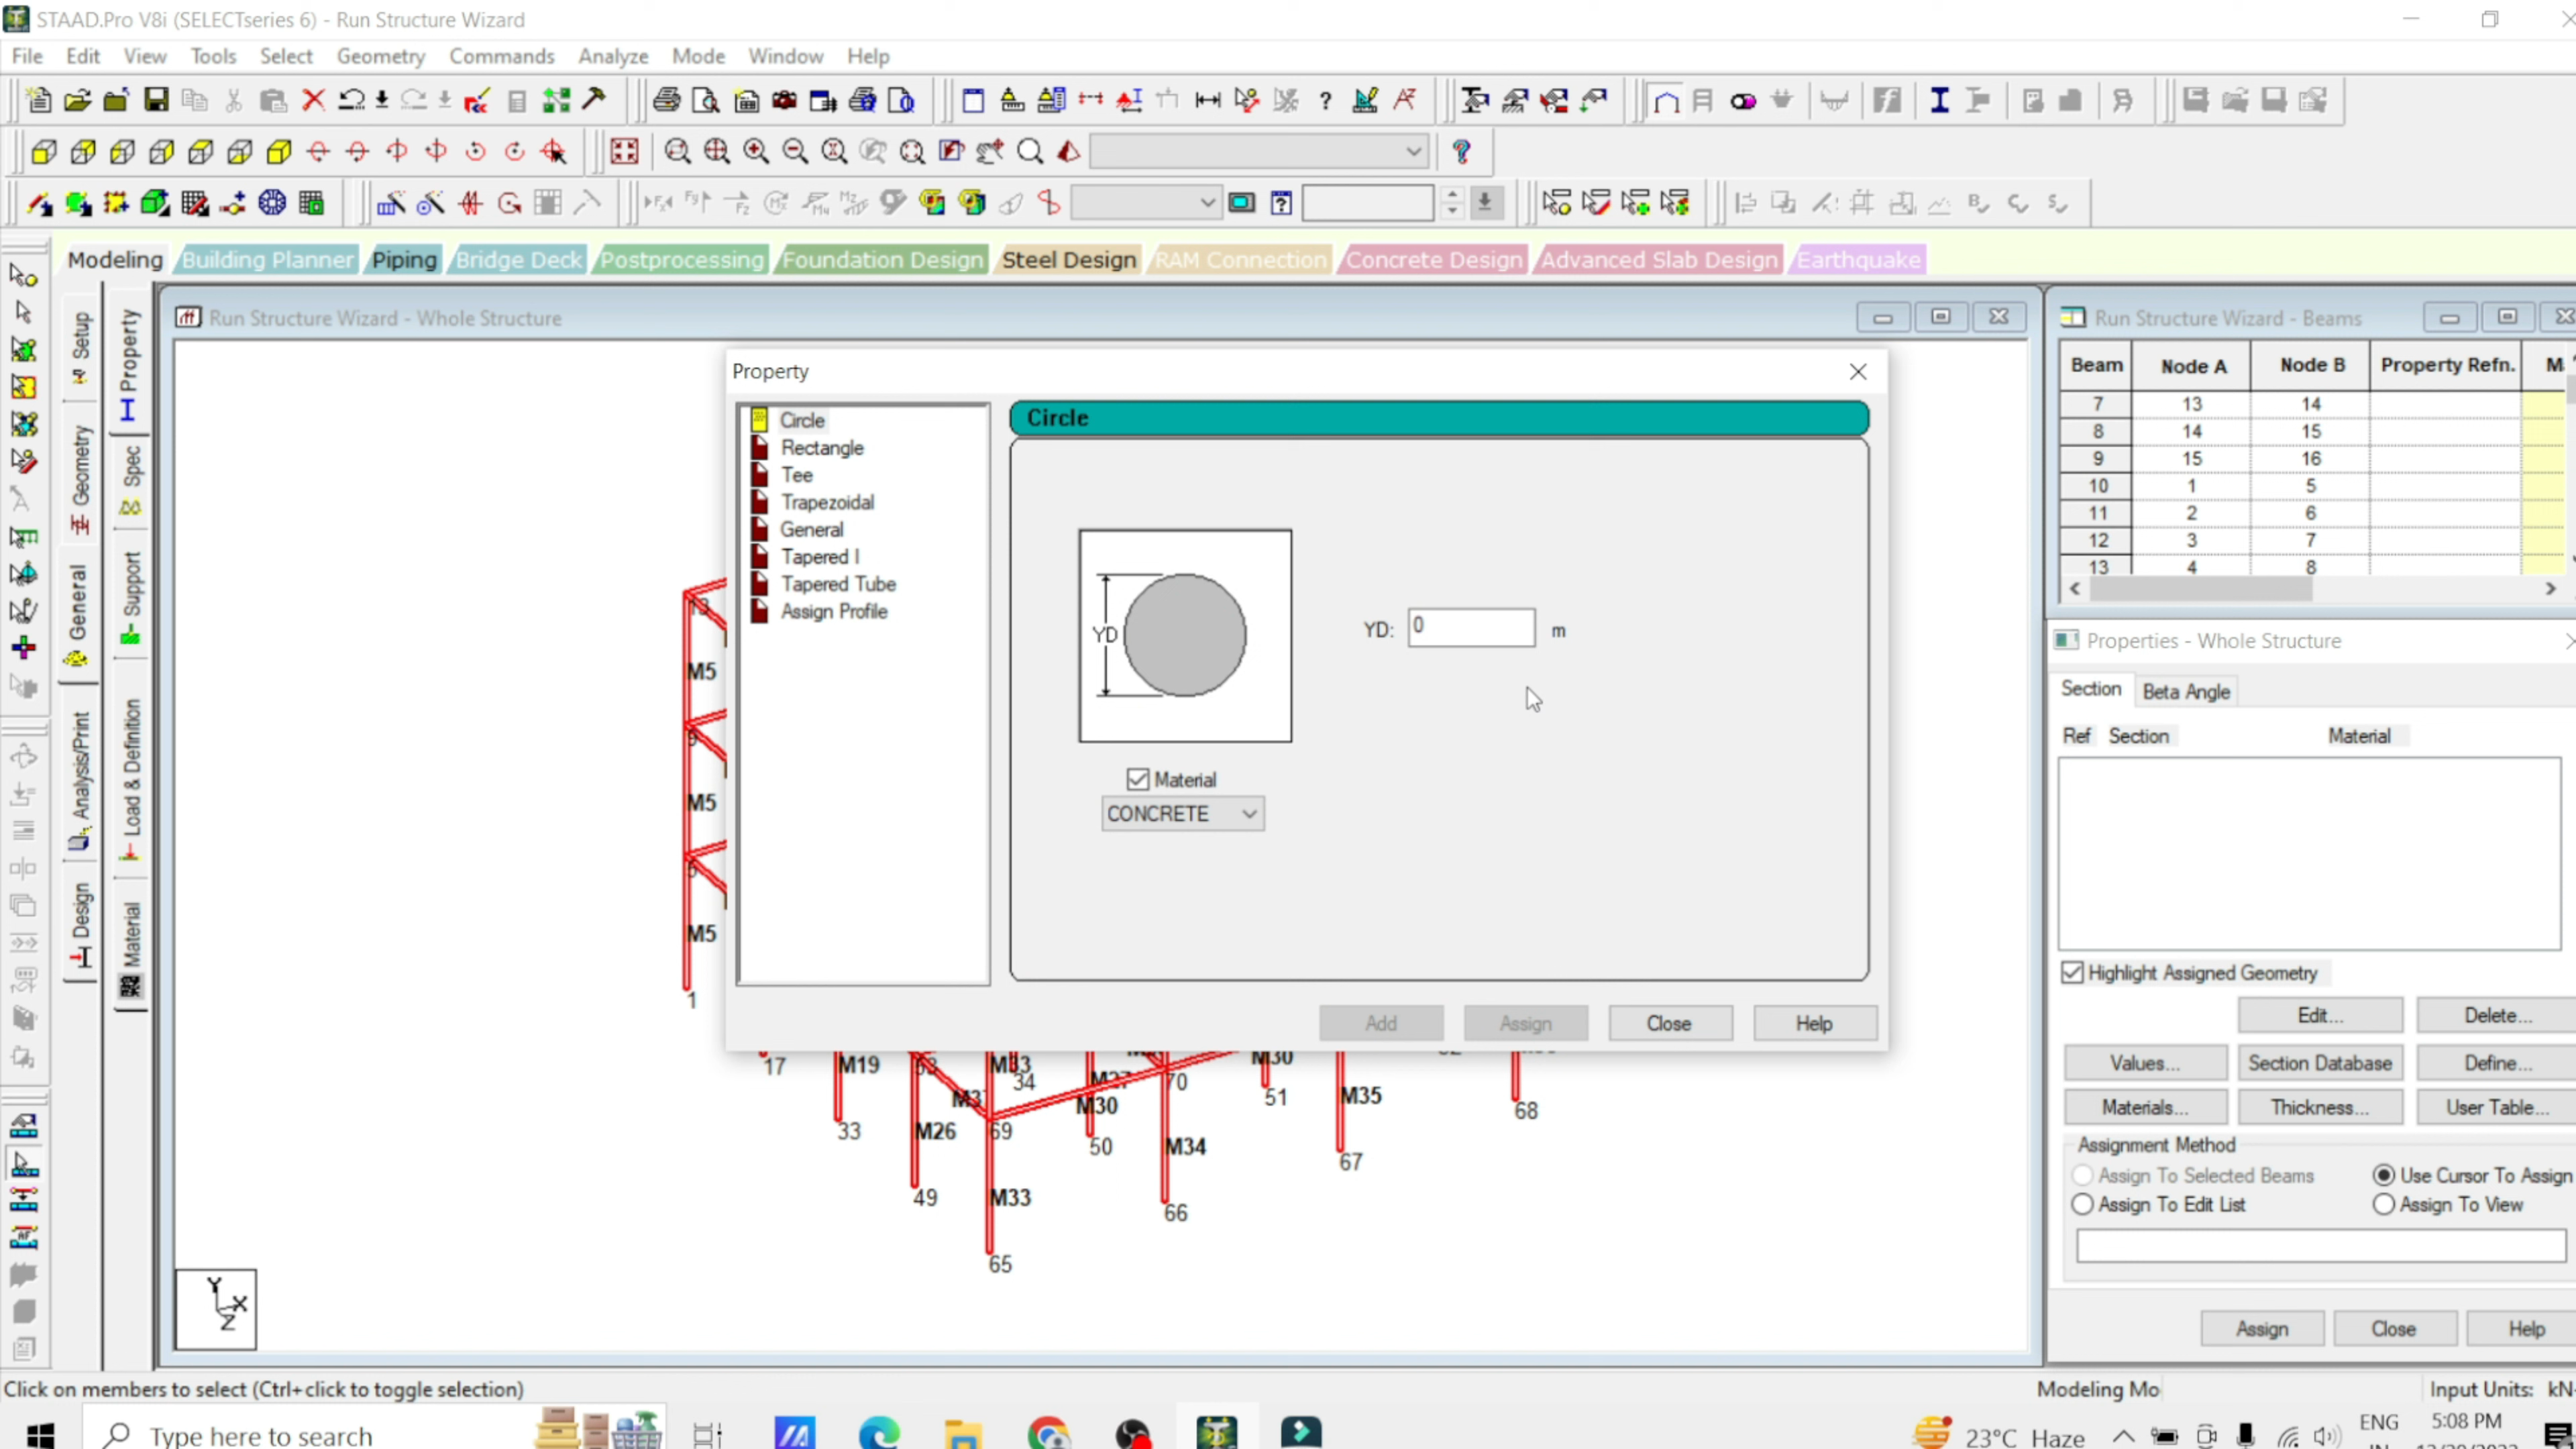 STAAD.Pro V8i (SELECTseries 6) - Run Structure Wizard
File Edit View Tools Select Geometry Commands Analyze Mode Window Help
Modeling Building Planner Piping Bridge Deck Postprocessing Foundation Design Steel Design RAM Connection Concrete Design Advanced Slab Design Earthquake
Setup
Geometry
General
Analysis/Print
Design
Property
Spec
Support
Load & Definition
Material
Run Structure Wizard - Whole Structure
Property
Circle
Rectangle
Tee
Trapezoidal
General
Tapered I
Tapered Tube
Assign Profile
Circle
YD
YD: 0 m
Material
CONCRETE
Add Assign Close Help
13
M5
9
M5
5
M5
1
17 M19 53 M33 34 M27 70 M30 51 M35 52 68
M37 M30
33 M26 69 50 M34 67
49 M33 66
65
Y
X
Z
Run Structure Wizard - Beams
Beam Node A Node B Property Refn. M
7 13 14
8 14 15
9 15 16
10 1 5
11 2 6
12 3 7
13 4 8
Properties - Whole Structure
Section Beta Angle
Ref Section Material
Highlight Assigned Geometry
Edit... Delete...
Values... Section Database Define...
Materials... Thickness... User Table...
Assignment Method
Assign To Selected Beams Use Cursor To Assign
Assign To Edit List Assign To View
Assign Close Help
Click on members to select (Ctrl+click to toggle selection) Modeling Mo Input Units: kN-
Type here to search
23°C Haze
ENG
5:08 PM